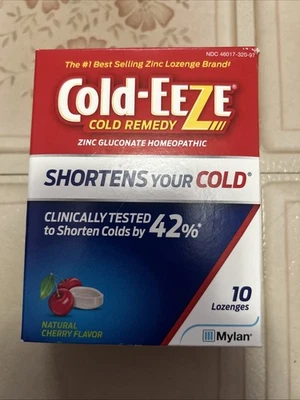 NDC 46017-320-97
The #1 Best Selling Zinc Lozenge Brand‡
COLD-EEZE®
COLD REMEDY
ZINC GLUCONATE HOMEOPATHIC
SHORTENS YOUR COLD*
CLINICALLY TESTED
to Shorten Colds by 42%*
10
Lozenges
NATURAL
CHERRY FLAVOR
Mylan®